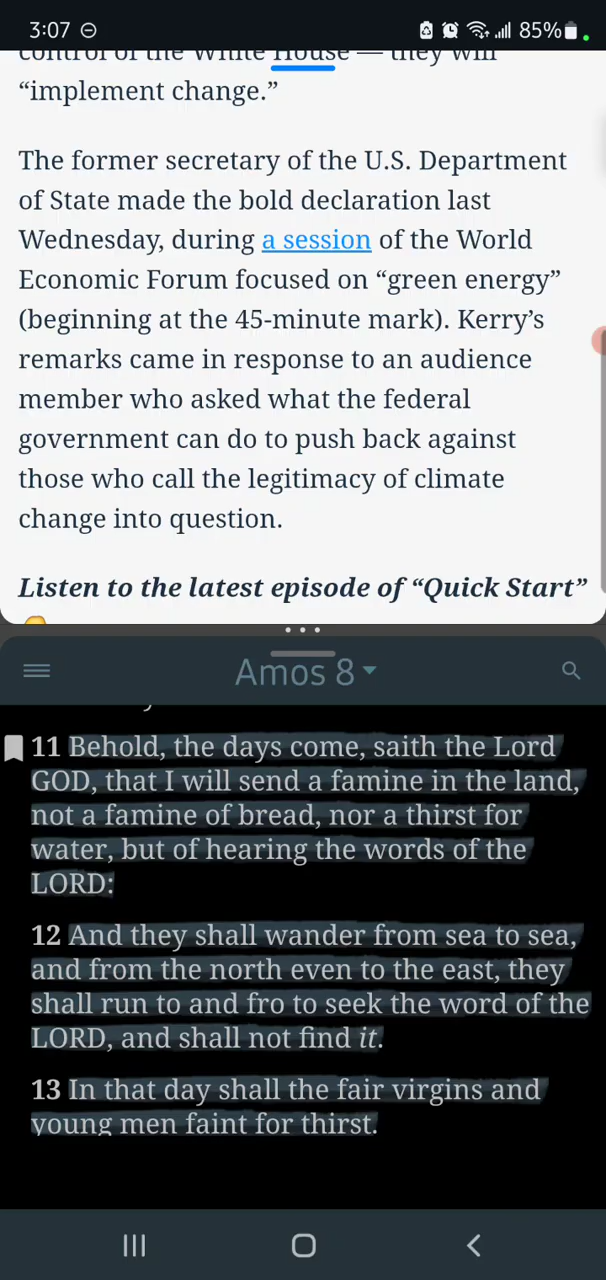 3:07
85%
control of the White House — they will
“implement change.”
The former secretary of the U.S. Department
of State made the bold declaration last
Wednesday, during a session of the World
Economic Forum focused on “green energy”
(beginning at the 45-minute mark). Kerry’s
remarks came in response to an audience
member who asked what the federal
government can do to push back against
those who call the legitimacy of climate
change into question.
Listen to the latest episode of “Quick Start”
Amos 8
11 Behold, the days come, saith the Lord
GOD, that I will send a famine in the land,
not a famine of bread, nor a thirst for
water, but of hearing the words of the
LORD:
12 And they shall wander from sea to sea,
and from the north even to the east, they
shall run to and fro to seek the word of the
LORD, and shall not find it.
13 In that day shall the fair virgins and
young men faint for thirst.